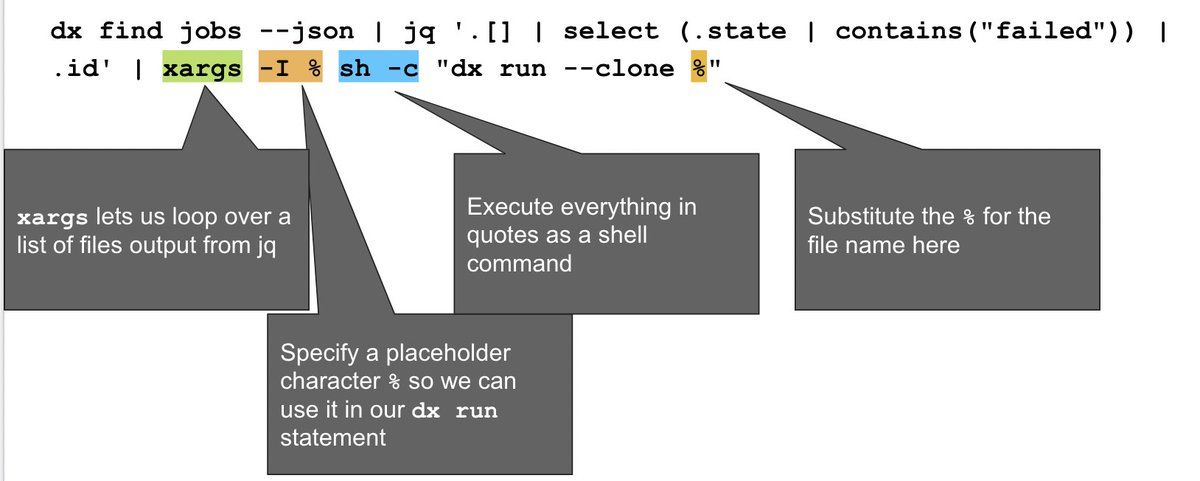 dx find jobs --json | jq '.[] | select (.state | contains("failed")) |
.id' | xargs -I % sh -c "dx run --clone %"
xargs lets us loop over a
list of files output from jq
Execute everything in
quotes as a shell
command
Substitute the % for the
file name here
Specify a placeholder
character % so we can
use it in our dx run
statement